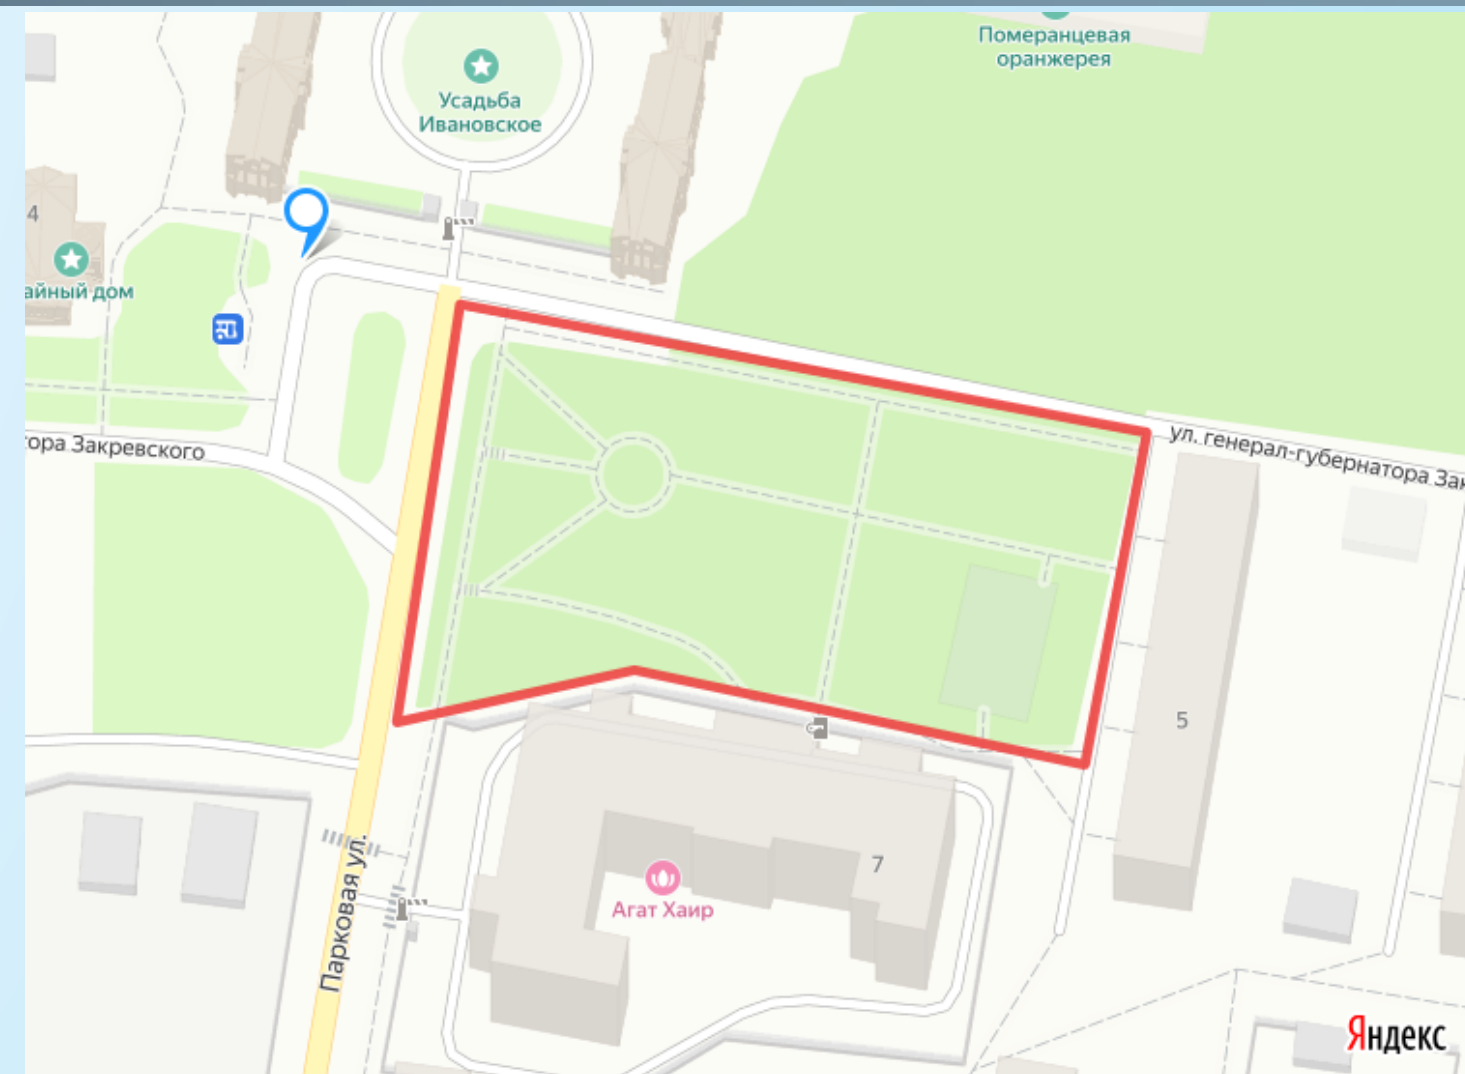 Померанцевая
оранжерея
Усадьба
Ивановское
4
айный дом
ора Закревского
ул. генерал-губернатора Зак
5
7
Агат Хаир
Парковая ул.
Яндекс